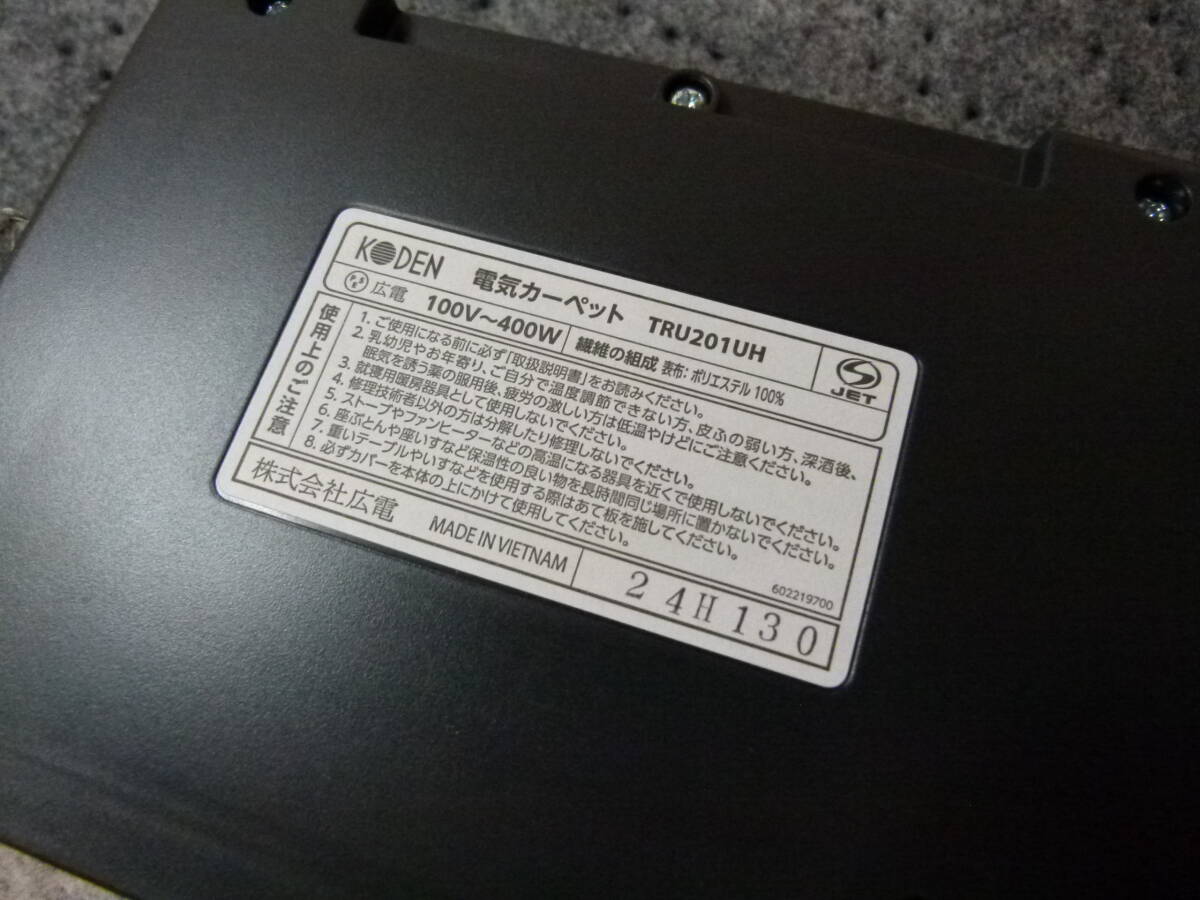 KODEN 電気カーペット TRU201UH
PSE 広電 100V～400W 繊維の組成 表布：ポリエステル 100%
JET
使用上のご注意
1. ご使用になる前に必ず「取扱説明書」をお読みください。
2. 乳幼児やお年寄り、ご自分で温度調節できない方、皮ふの弱い方、深酒後、
眠気を誘う薬の服用後、疲労の激しい方は低温やけどにご注意ください。
3. 就寝用暖房器具として使用しないでください。
4. 修理技術者以外の方は分解したり修理しないでください。
5. ストーブやファンヒーターなどの高温になる器具を近くで使用しないでください。
6. 座ぶとんや座いすなど保温性の良い物を長時間同じ場所に置かないでください。
7. 重いテーブルやいすなどを使用する際はあて板を施してください。
8. 必ずカバーを本体の上にかけて使用してください。
602219700
株式会社広電 MADE IN VIETNAM 24H130